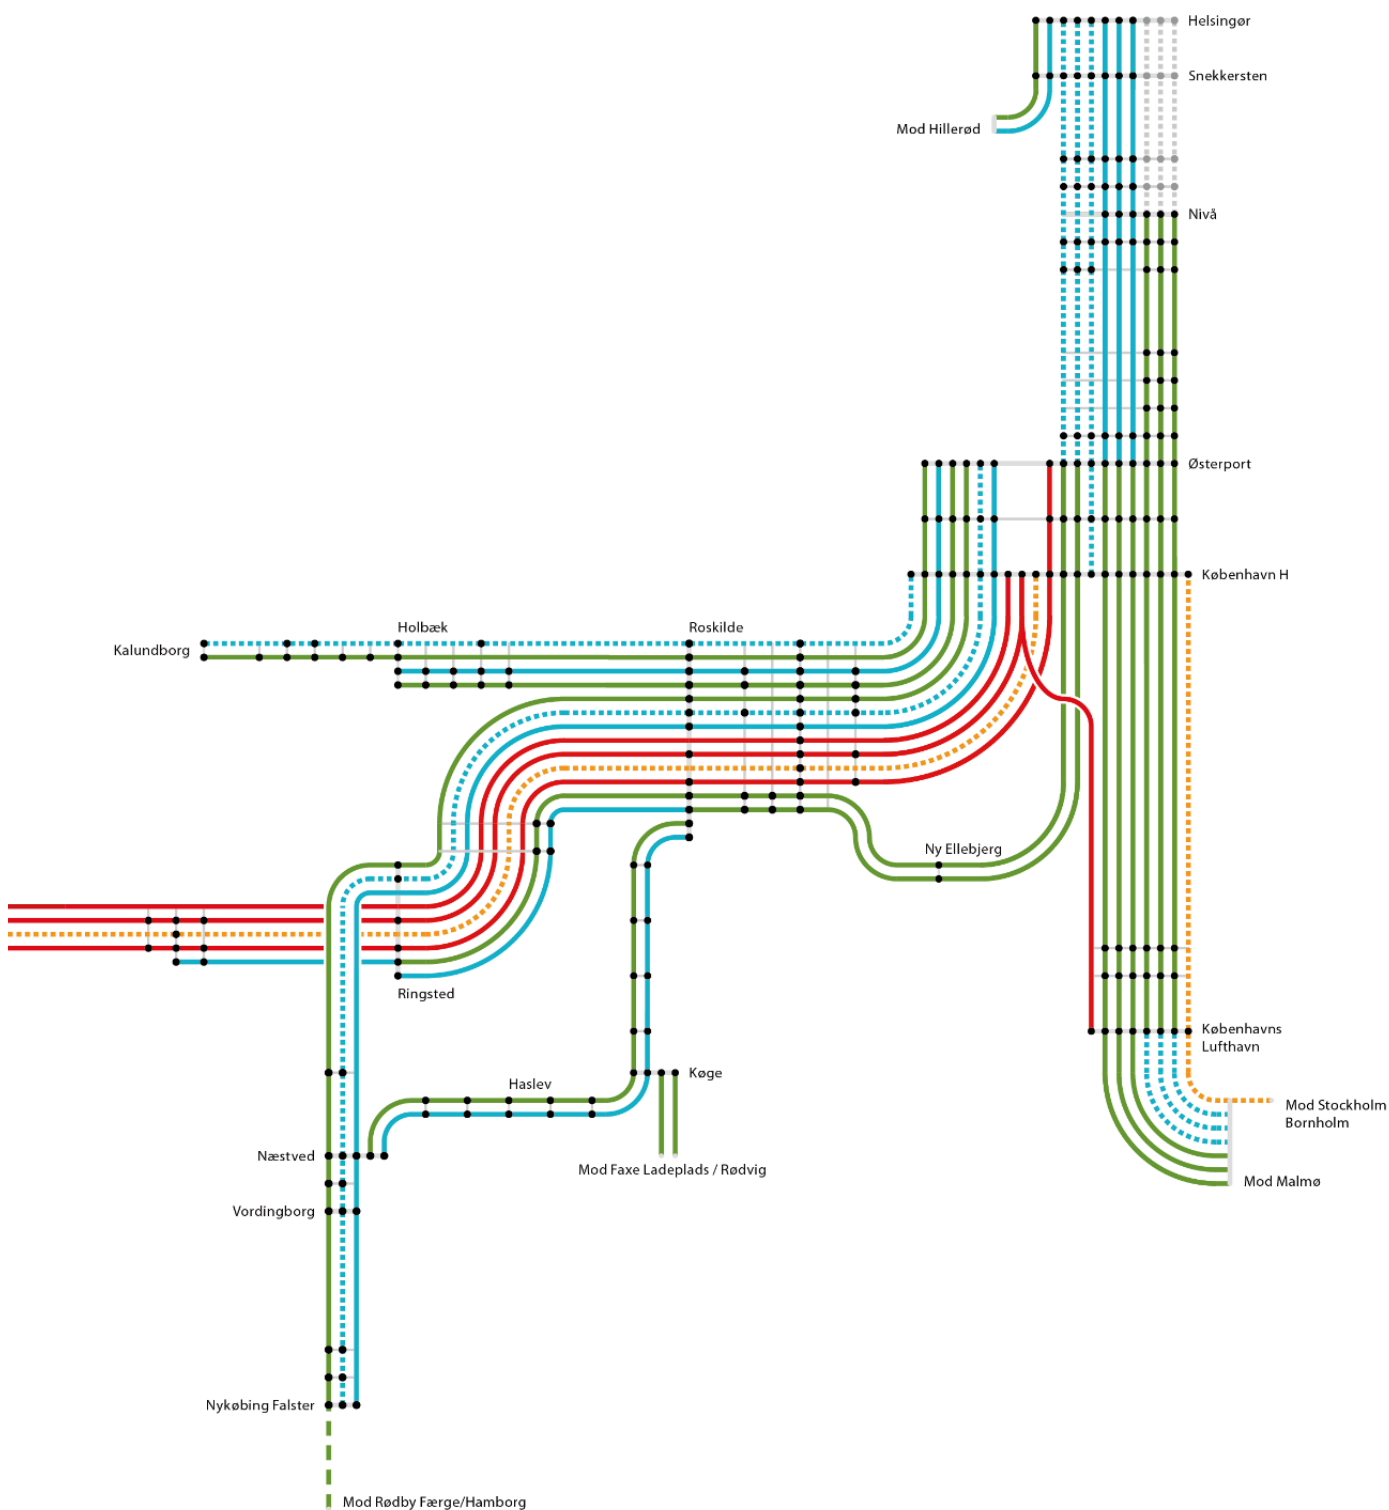 Helsingør
Snekkersten
Mod Hillerød
Nivå
Østerport
København H
Holbæk
Roskilde
Kalundborg
Ny Ellebjerg
Ringsted
Københavns
Lufthavn
Køge
Haslev
Mod Stockholm
Bornholm
Næstved
Mod Faxe Ladeplads / Rødvig
Mod Malmø
Vordingborg
Nykøbing Falster
Mod Rødby Færge/Hamborg